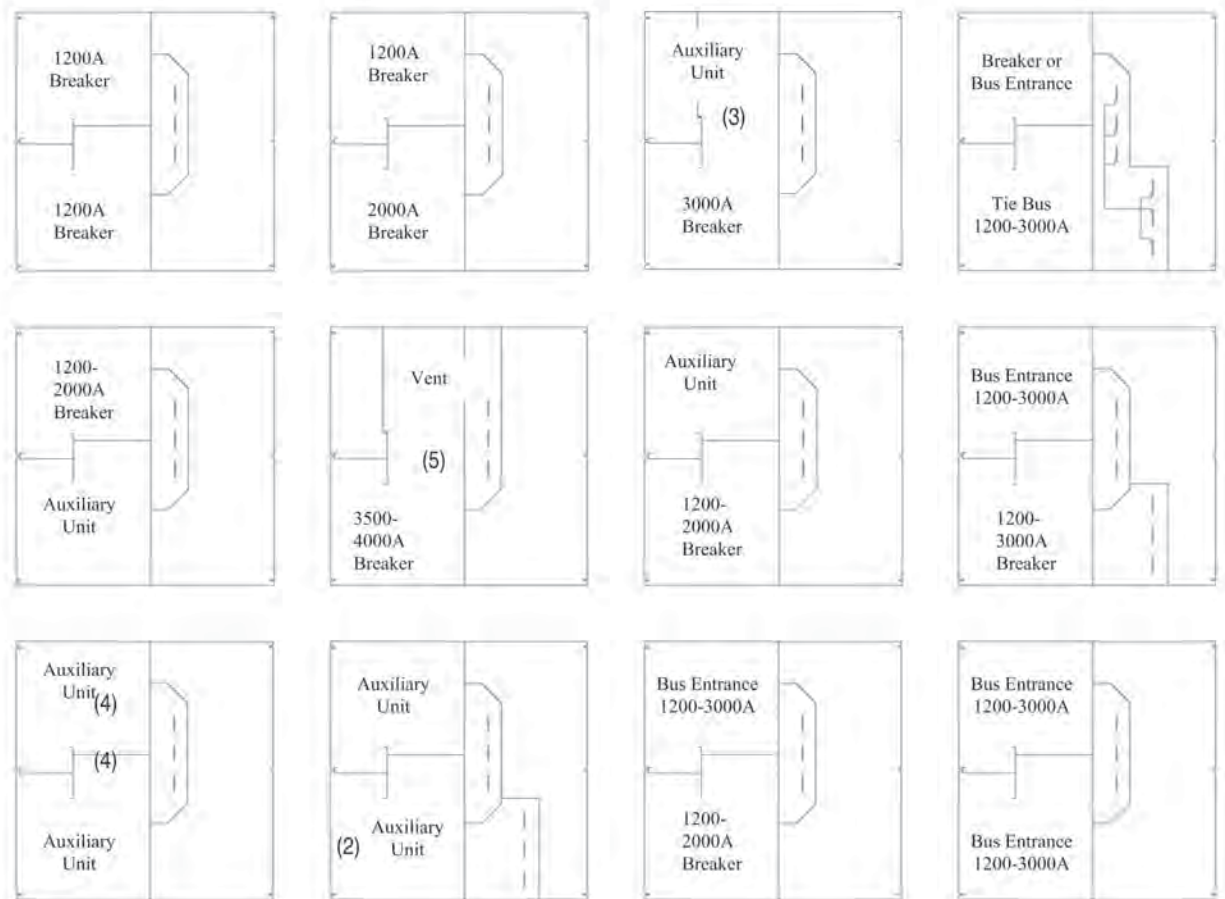 1200A
Breaker
1200A
Breaker
1200A
Breaker
2000A
Breaker
Auxiliary
Unit
(3)
3000A
Breaker
Breaker or
Bus Entrance
Tie Bus
1200-3000A
1200-
2000A
Breaker
Auxiliary
Unit
Vent
(5)
3500-
4000A
Breaker
Auxiliary
Unit
1200-
2000A
Breaker
Bus Entrance
1200-3000A
1200-
3000A
Breaker
Auxiliary
Unit (4)
(4)
Auxiliary
Unit
Auxiliary
Unit
(2) Auxiliary
Unit
Bus Entrance
1200-3000A
1200-
2000A
Breaker
Bus Entrance
1200-3000A
Bus Entrance
1200-3000A